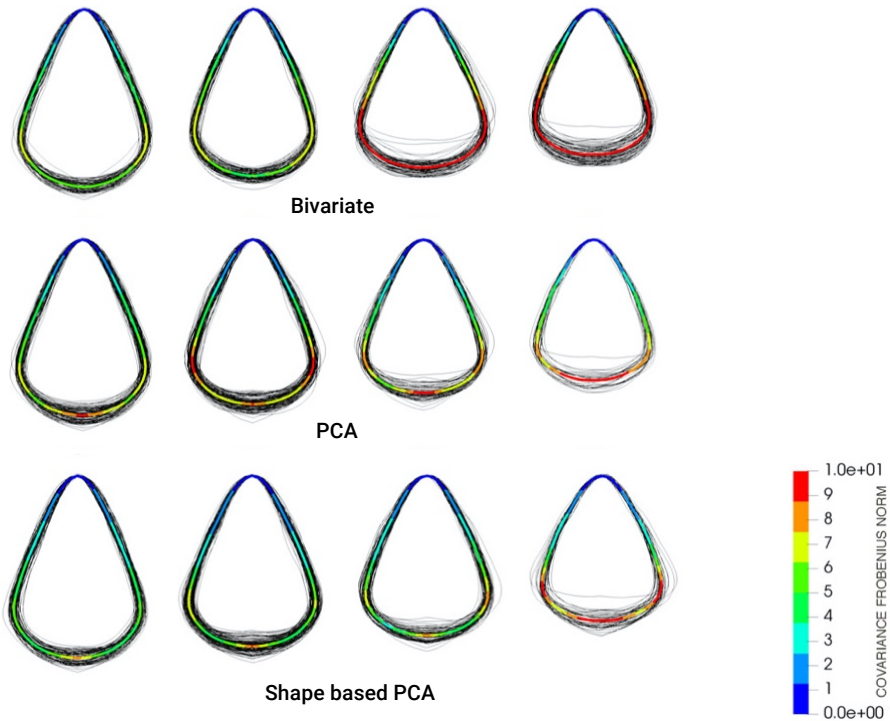 Bivariate
PCA
Shape based PCA
1.0e+01
9
8
7
6
5
4
3
2
1
0.0e+00
COVARIANCE FROBENIUS NORM